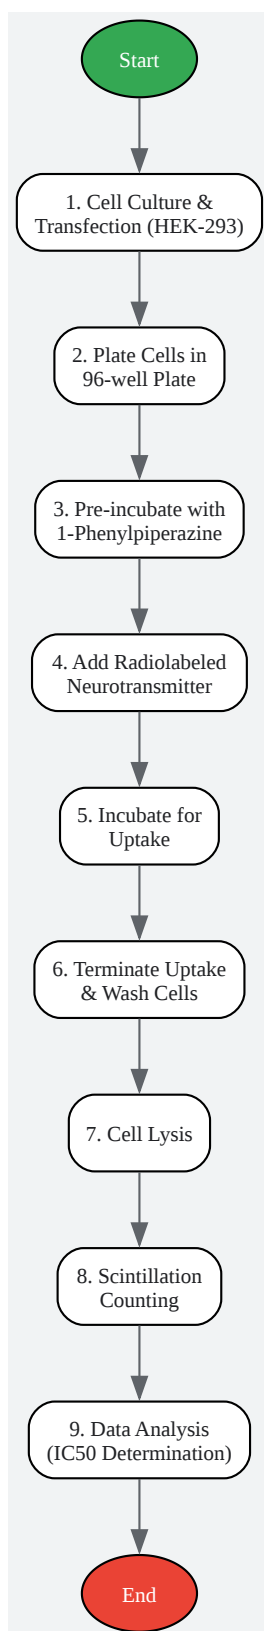 Start
1. Cell Culture &
Transfection (HEK-293)
2. Plate Cells in
96-well Plate
3. Pre-incubate with
1-Phenylpiperazine
4. Add Radiolabeled
Neurotransmitter
5. Incubate for
Uptake
6. Terminate Uptake
& Wash Cells
7. Cell Lysis
8. Scintillation
Counting
9. Data Analysis
(IC50 Determination)
End